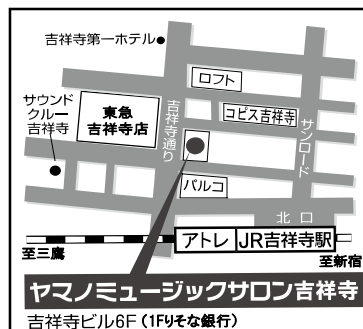 吉祥寺第一ホテル
ロフト
サウンド
クルー
吉祥寺
東急
吉祥寺店
吉祥寺通り
コピス吉祥寺
サンロード
パルコ
北口
アトレ
JR吉祥寺駅
至三鷹
至新宿
ヤマノミュージックサロン吉祥寺
吉祥寺ビル6F(1Fりそな銀行)